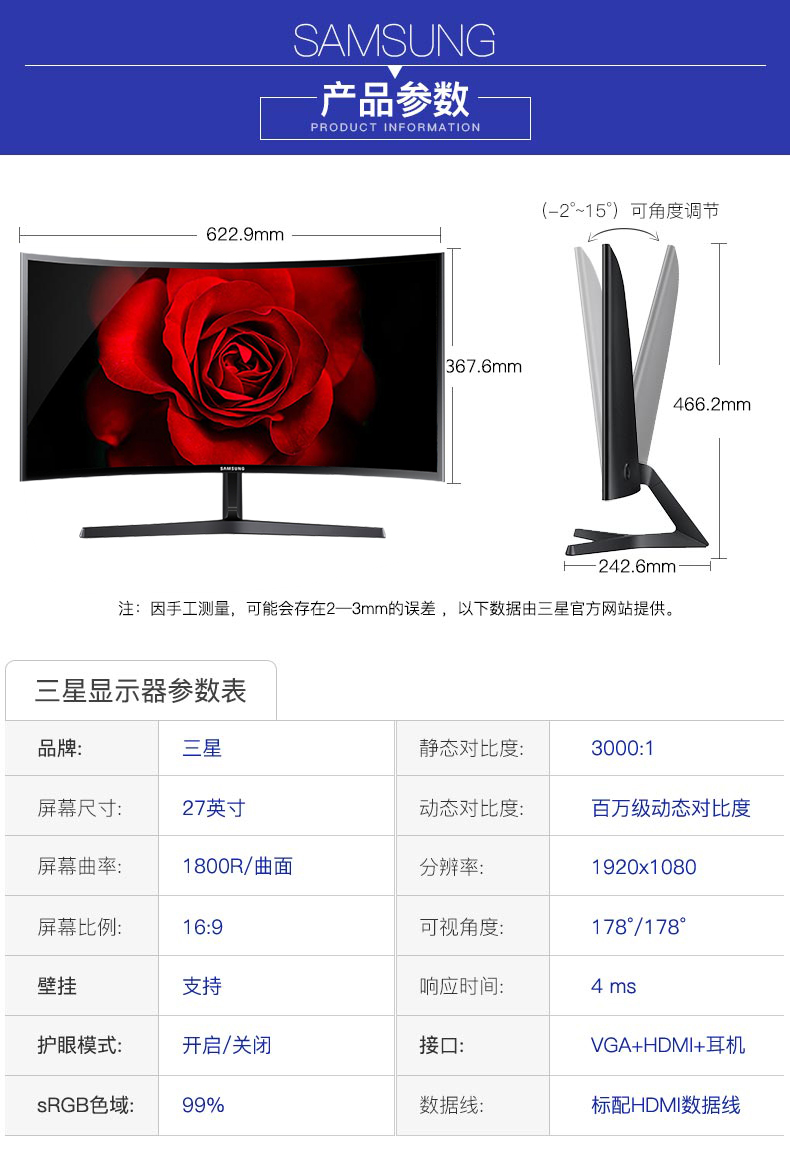 SAMSUNG
产品参数
PRODUCT INFORMATION
(-2°~15°) 可角度调节
622.9mm
367.6mm
466.2mm
SAMSUNG
242.6mm
注：因手工测量，可能会存在2—3mm的误差，以下数据由三星官方网站提供。
三星显示器参数表
品牌: 三星 静态对比度: 3000:1
屏幕尺寸: 27英寸 动态对比度: 百万级动态对比度
屏幕曲率: 1800R/曲面 分辨率: 1920x1080
屏幕比例: 16:9 可视角度: 178°/178°
壁挂 支持 响应时间: 4 ms
护眼模式: 开启/关闭 接口: VGA+HDMI+耳机
sRGB色域: 99% 数据线: 标配HDMI数据线